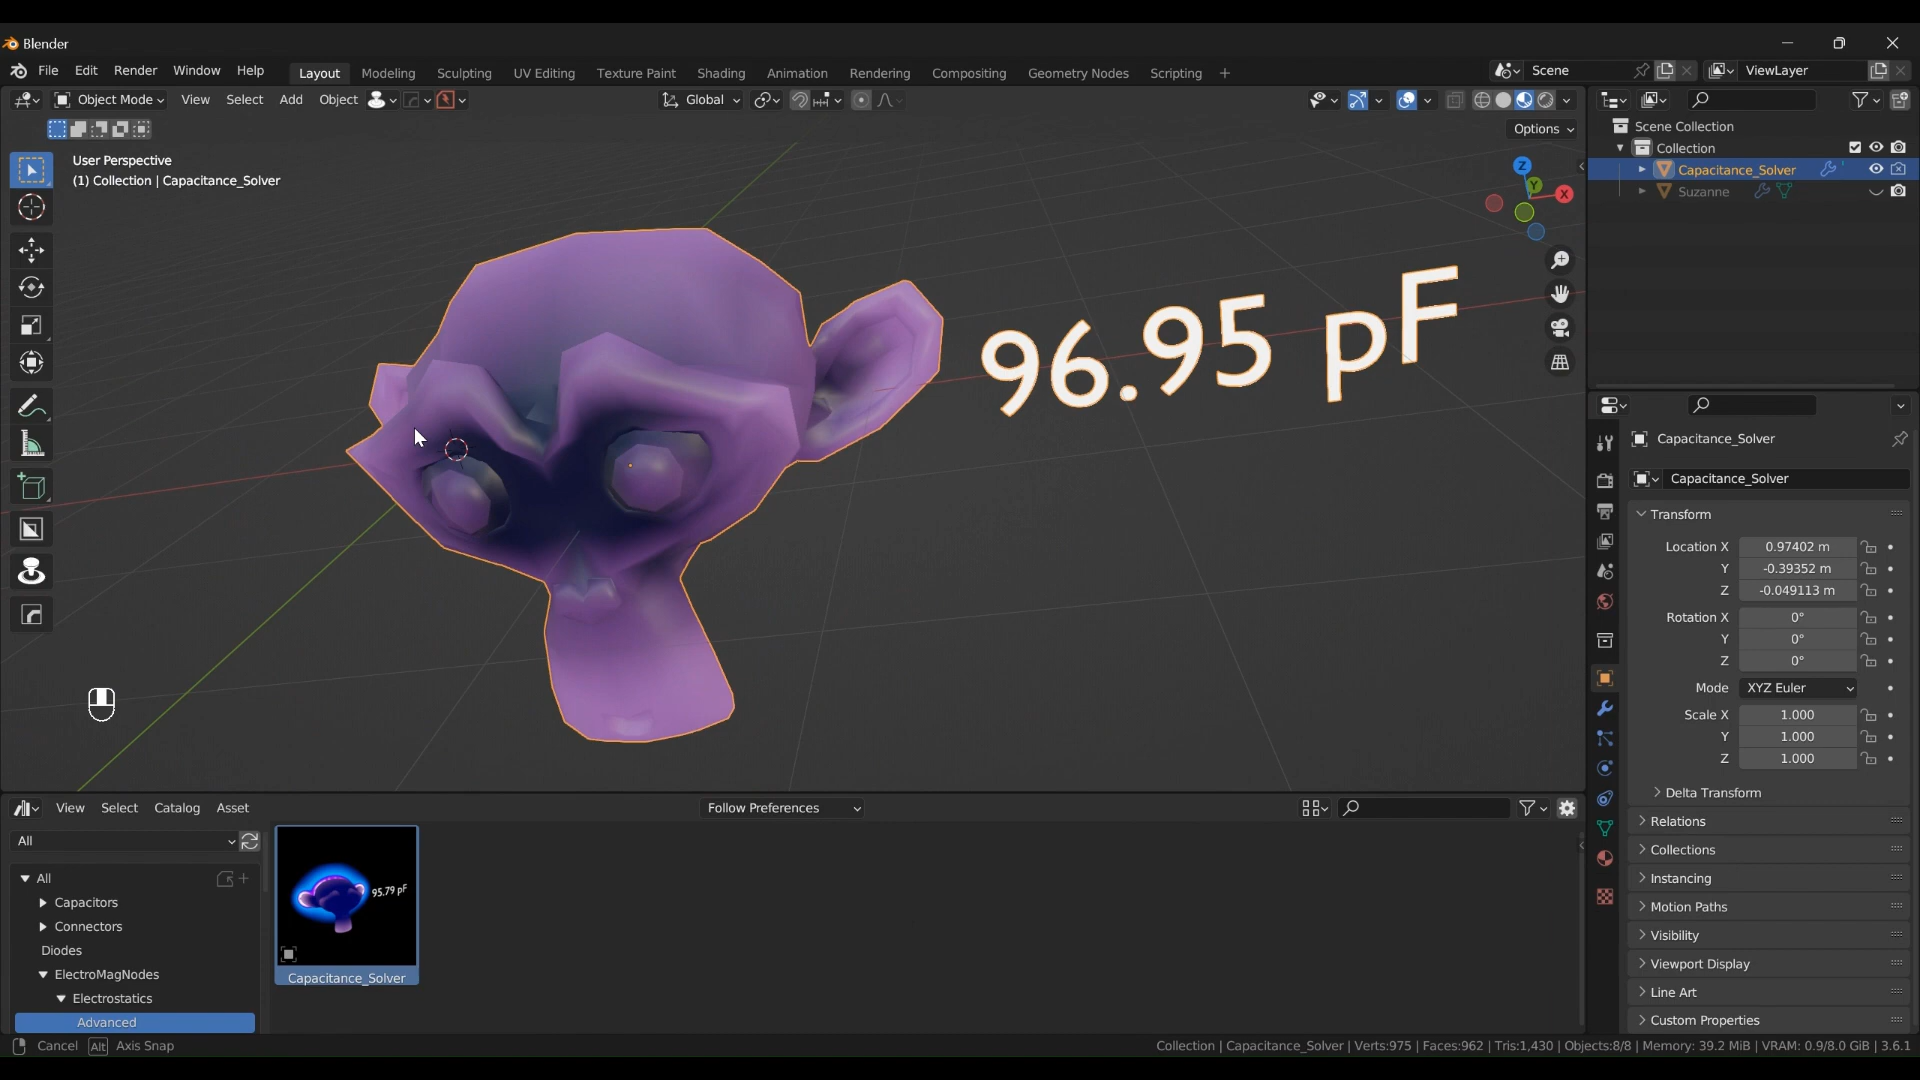 Blender
File Edit Render Window Help Layout Modeling Sculpting UV Editing Texture Paint Shading Animation Rendering Compositing Geometry Nodes Scripting + Scene ViewLayer
Object Mode View Select Add Object Global
Options
User Perspective
(1) Collection | Capacitance_Solver
Z
Y
X
96.95 pF
Scene Collection
Collection
Capacitance_Solver
Suzanne
Capacitance_Solver
Capacitance_Solver
Transform
Location X 0.97402 m
Y -0.39352 m
Z -0.049113 m
Rotation X 0°
Y 0°
Z 0°
Mode XYZ Euler
Scale X 1.000
Y 1.000
Z 1.000
Delta Transform
Relations
Collections
Instancing
Motion Paths
Visibility
Viewport Display
Line Art
Custom Properties
View Select Catalog Asset Follow Preferences
All
All
Capacitors
Connectors
Diodes
ElectroMagNodes
Electrostatics
Advanced
95.79 pF
Capacitance_Solver
Cancel Alt Axis Snap Collection | Capacitance_Solver | Verts:975 | Faces:962 | Tris:1,430 | Objects:8/8 | Memory: 39.2 MiB | VRAM: 0.9/8.0 GiB | 3.6.1